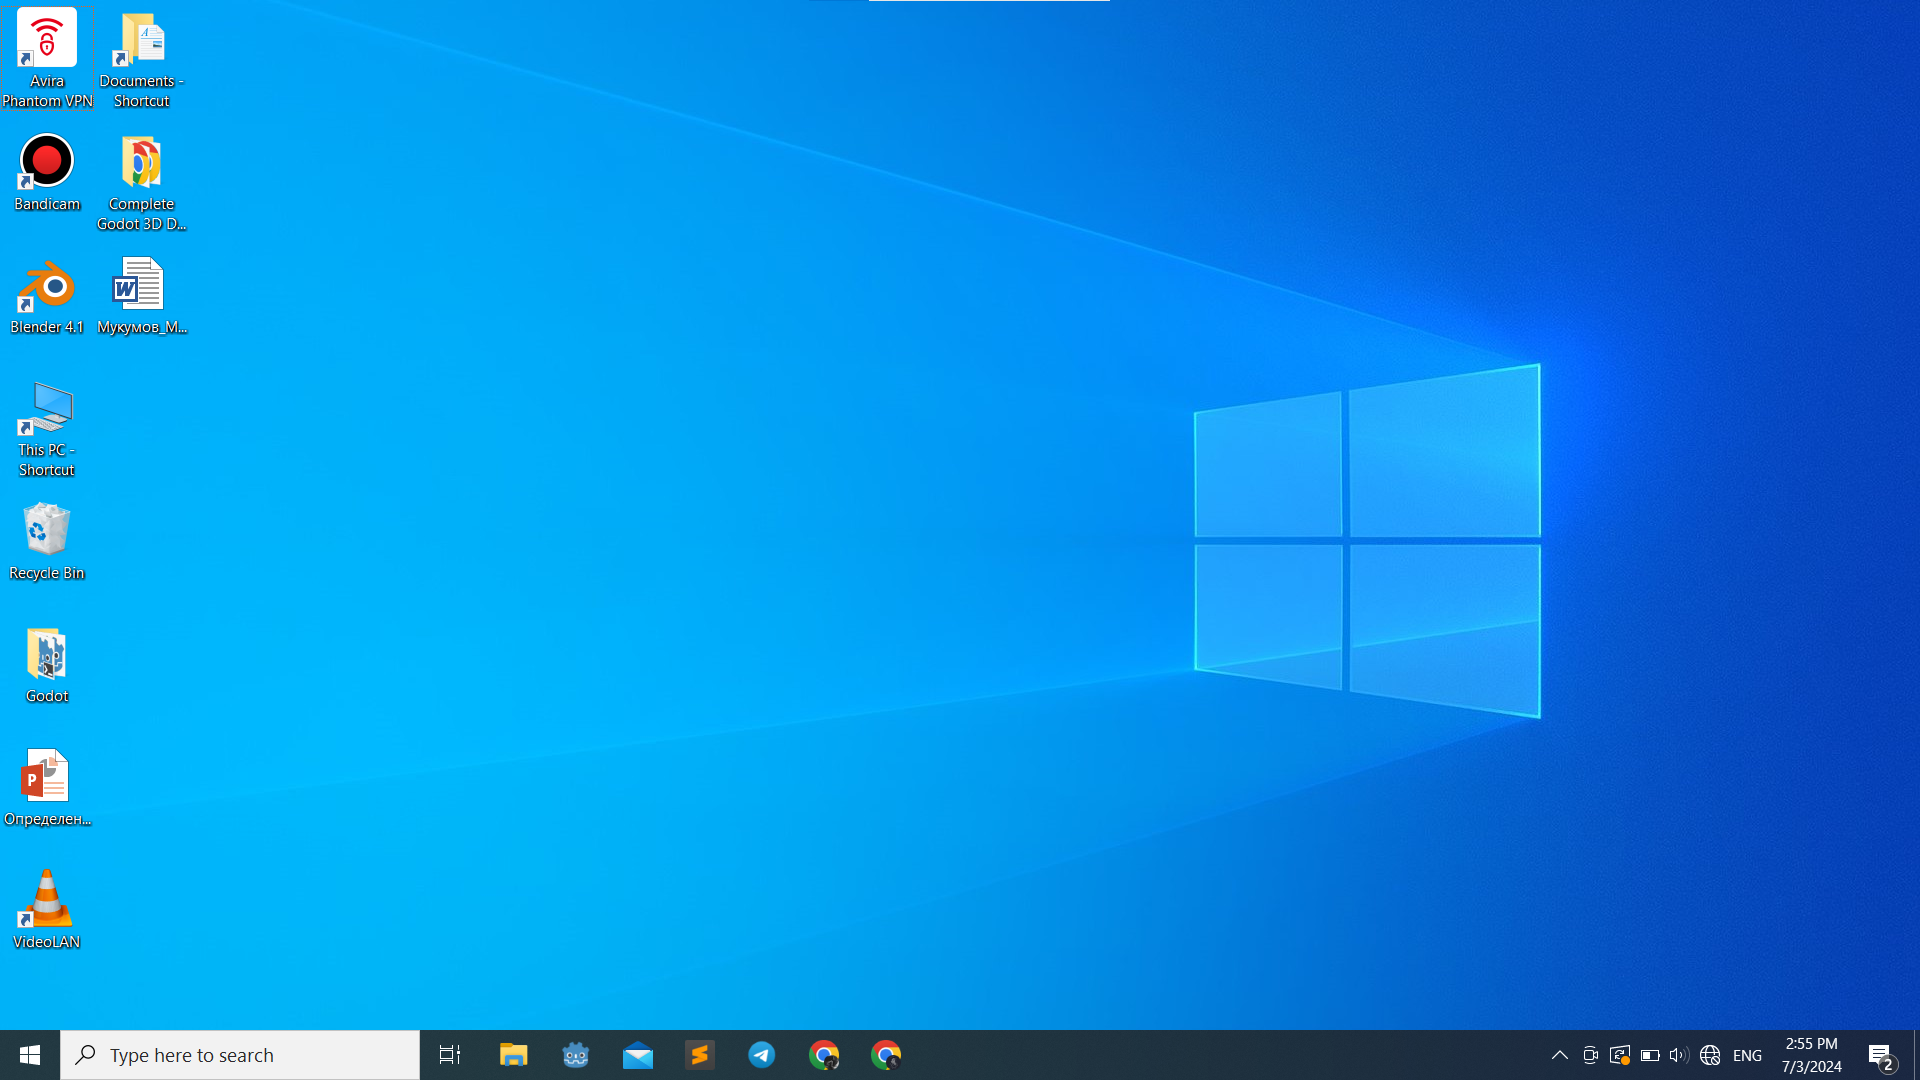 Avira
Phantom VPN
Documents -
Shortcut
Bandicam
Complete
Godot 3D D...
Blender 4.1
W
Мукумов_М...
This PC -
Shortcut
Recycle Bin
Godot
P
Определен...
VideoLAN
Type here to search
ENG
2:55 PM
7/3/2024
2